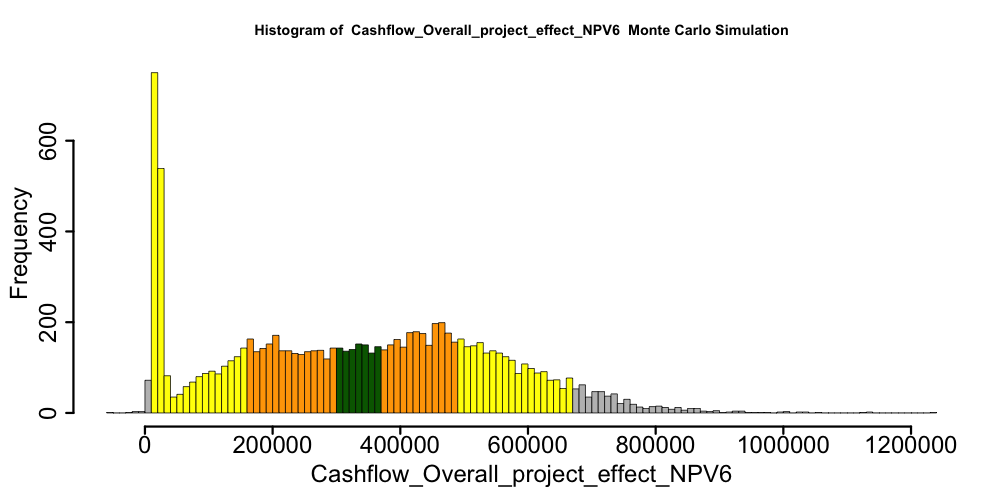 Histogram of  Cashflow_Overall_project_effect_NPV6  Monte Carlo Simulation
Frequency
600
400
200
0
0 200000 400000 600000 800000 1000000 1200000
Cashflow_Overall_project_effect_NPV6